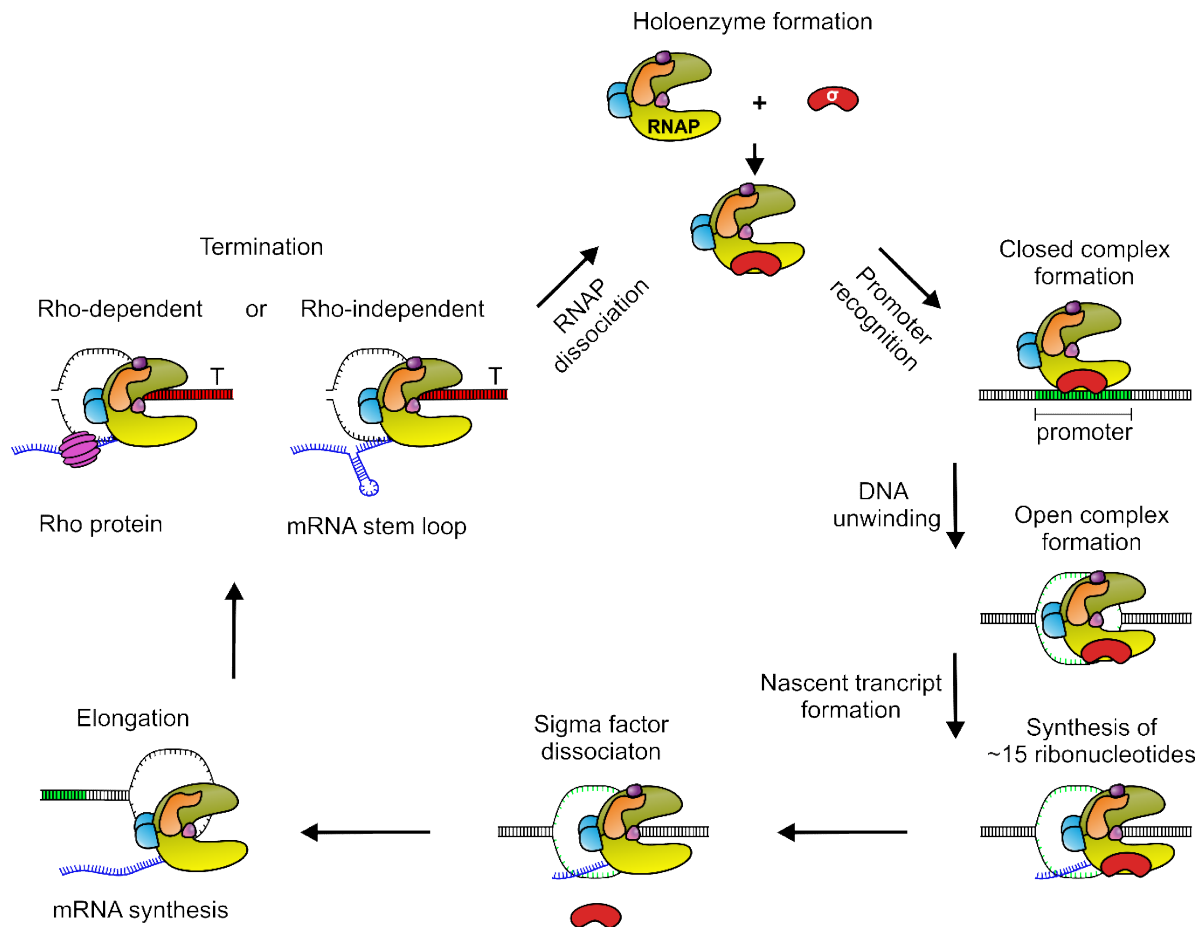 Holoenzyme formation
RNAP
+
σ
Termination
Rho-dependent or Rho-independent
T
T
Rho protein
mRNA stem loop
RNAP
dissociation
Promoter
recognition
Closed complex
formation
promoter
DNA
unwinding
Open complex
formation
Nascent trancript
formation
Synthesis of
~15 ribonucleotides
Sigma factor
dissociaton
Elongation
mRNA synthesis